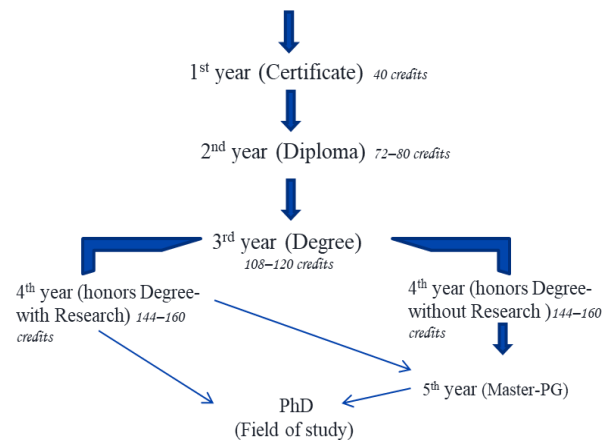 1st year (Certificate) 40 credits
2nd year (Diploma) 72–80 credits
3rd year (Degree)
108–120 credits
4th year (honors Degree-
with Research) 144–160
credits
4th year (honors Degree-
without Research )144–160
credits
5th year (Master-PG)
PhD
(Field of study)